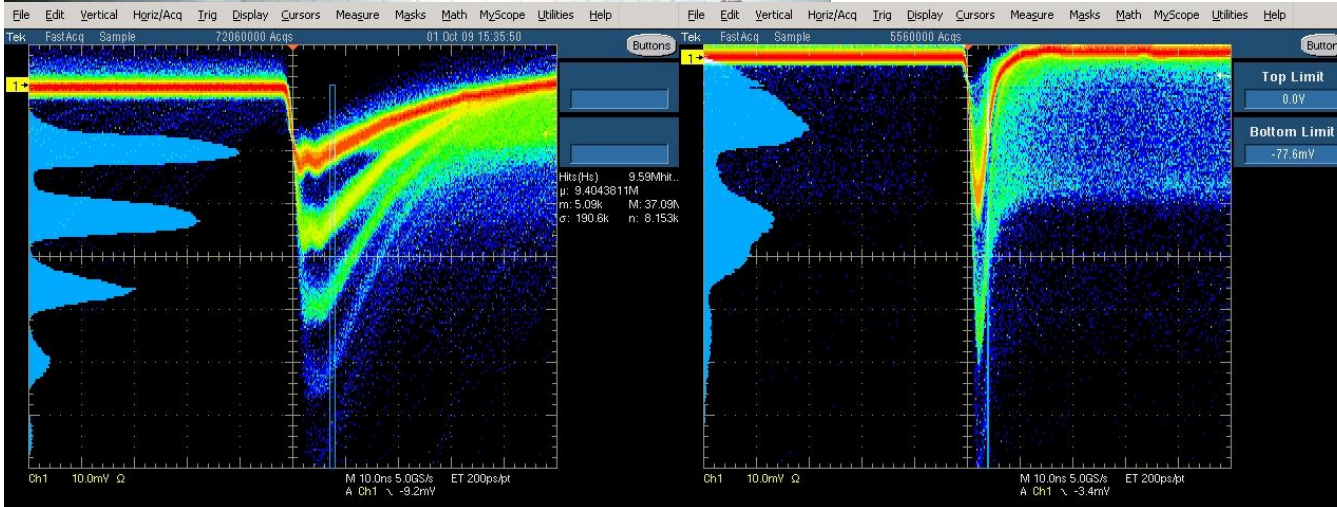 File Edit Vertical Horiz/Acq Trig Display Cursors Measure Masks Math MyScope Utilities Help
Tek FastAcq Sample 72060000 Acqs 01 Oct 09 15:35:50 Buttons
1
Hits(Hs) 9.59Mhit..
µ: 9.4043811M
m: 5.09k M: 37.09M
σ: 190.6k n: 8.153k
Ch1 10.0mV Ω M 10.0ns 5.0GS/s ET 200ps/pt
A Ch1 -9.2mV
File Edit Vertical Horiz/Acq Trig Display Cursors Measure Masks Math MyScope Utilities Help
Tek FastAcq Sample 5560000 Acqs Button
1
Top Limit
0.0V
Bottom Limit
-77.6mV
Ch1 10.0mV Ω M 10.0ns 5.0GS/s ET 200ps/pt
A Ch1 -3.4mV